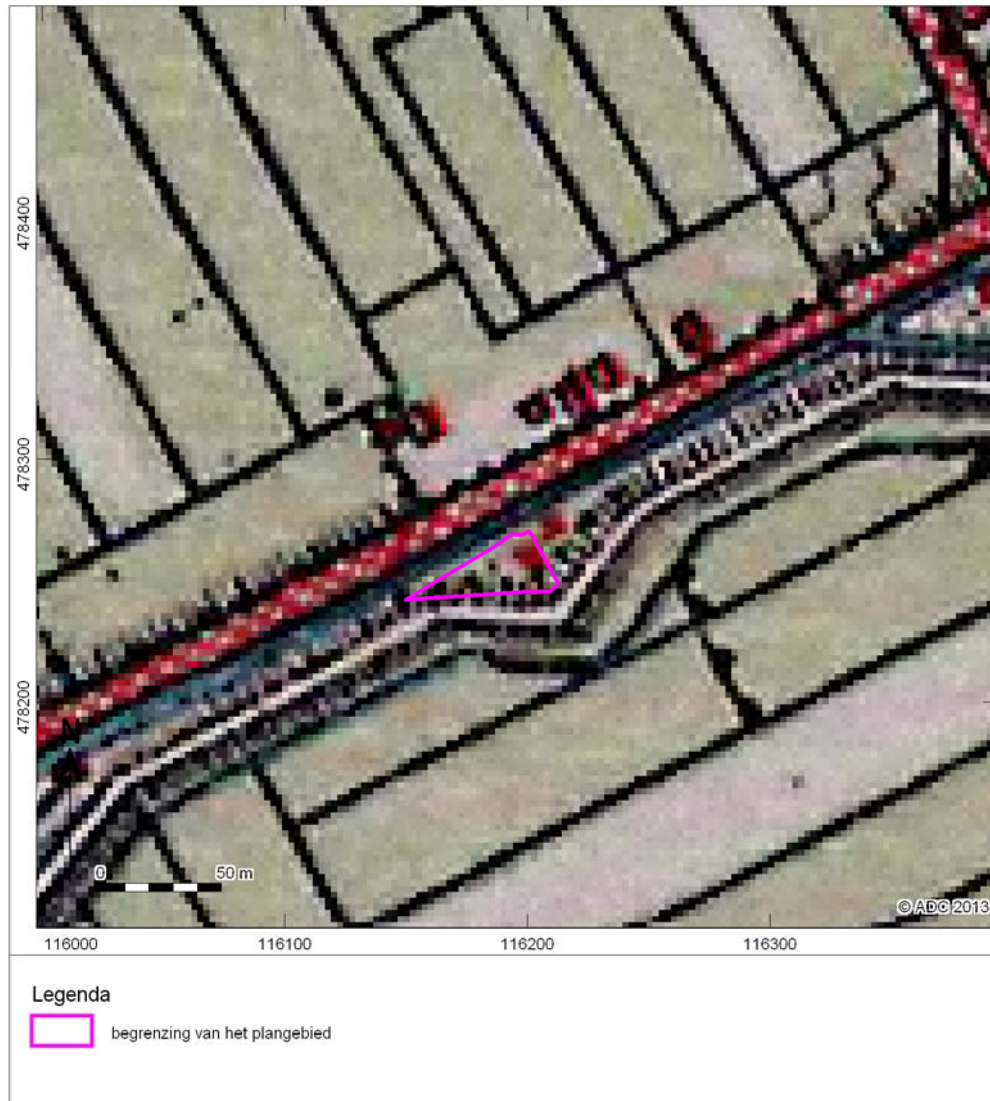 478400
478300
478200
N
0 50 m
© ADC 2013
116000 116100 116200 116300
Legenda
begrenzing van het plangebied